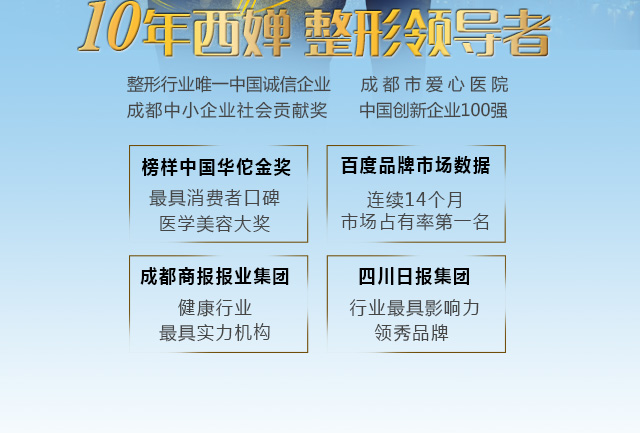 10年西婵 整形领导者
整形行业唯一中国诚信企业 成都市爱心医院
成都中小企业社会贡献奖 中国创新企业100强
榜样中国华佗金奖
最具消费者口碑
医学美容大奖
百度品牌市场数据
连续14个月
市场占有率第一名
成都商报报业集团
健康行业
最具实力机构
四川日报集团
行业最具影响力
领秀品牌